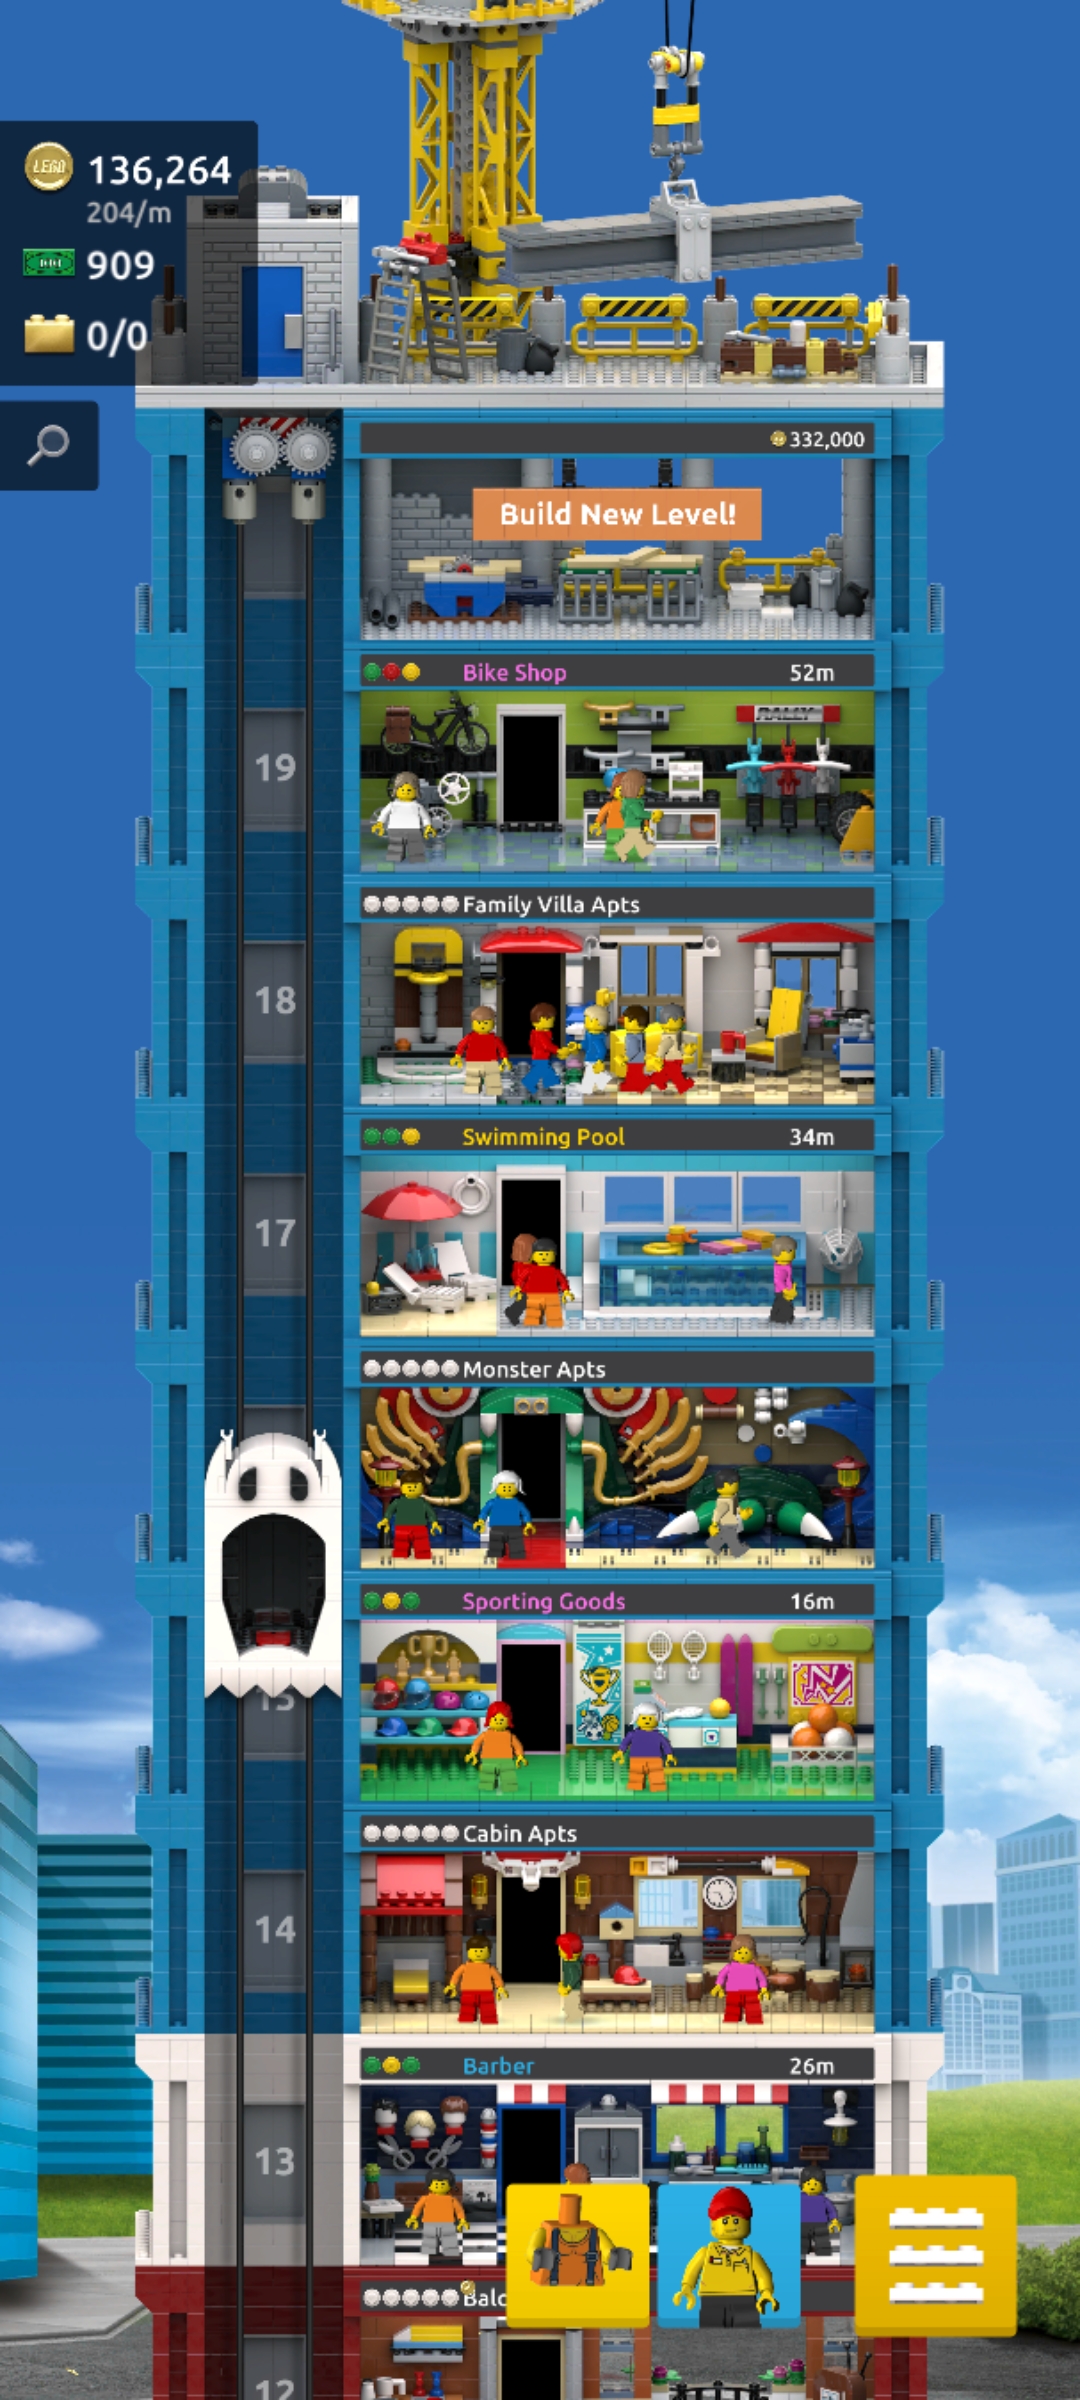 LEGO
136,264
204/m
909
0/0
332,000
Build New Level!
Bike Shop 52m
RALLY
19
Family Villa Apts
18
Swimming Pool 34m
17
Monster Apts
Sporting Goods 16m
15
Cabin Apts
14
Barber 26m
13
Balc
12